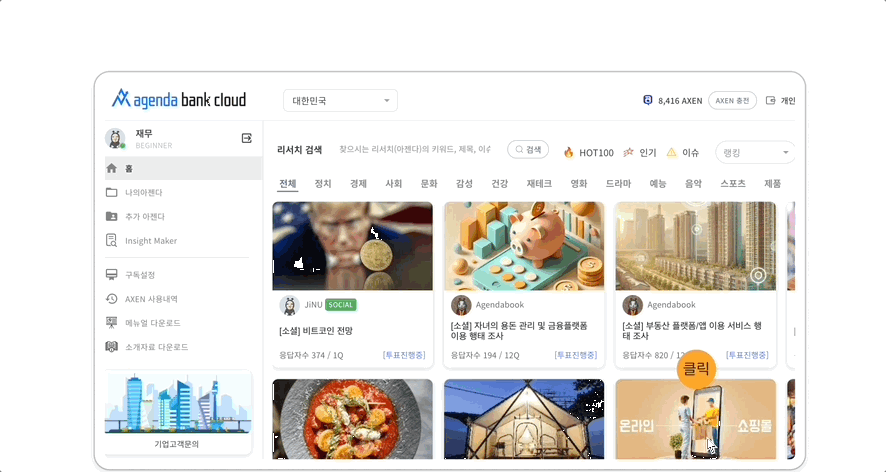 agenda bank cloud
대한민국
8,416 AXEN
AXEN 충전
개인
재무
BEGINNER
홈
나의아젠다
추가 아젠다
Insight Maker
구독설정
AXEN 사용내역
메뉴얼 다운로드
소개자료 다운로드
기업고객문의
리서치 검색
찾으시는 리서치(아젠다)의 키워드, 제목, 이슈
검색
HOT100
인기
이슈
랭킹
전체 정치 경제 사회 문화 감성 건강 재테크 영화 드라마 예능 음악 스포츠 제품
JiNU SOCIAL
[소셜] 비트코인 전망
응답자수 374 / 1Q [투표진행중]
Agendabook
[소셜] 자녀의 용돈 관리 및 금융플랫폼
이용 행태 조사
응답자수 194 / 12Q [투표진행중]
Agendabook
[소셜] 부동산 플랫폼/앱 이용 서비스 행
태 조사
응답자수 820 / 12 [투표진행중]
클릭
온라인 쇼핑몰